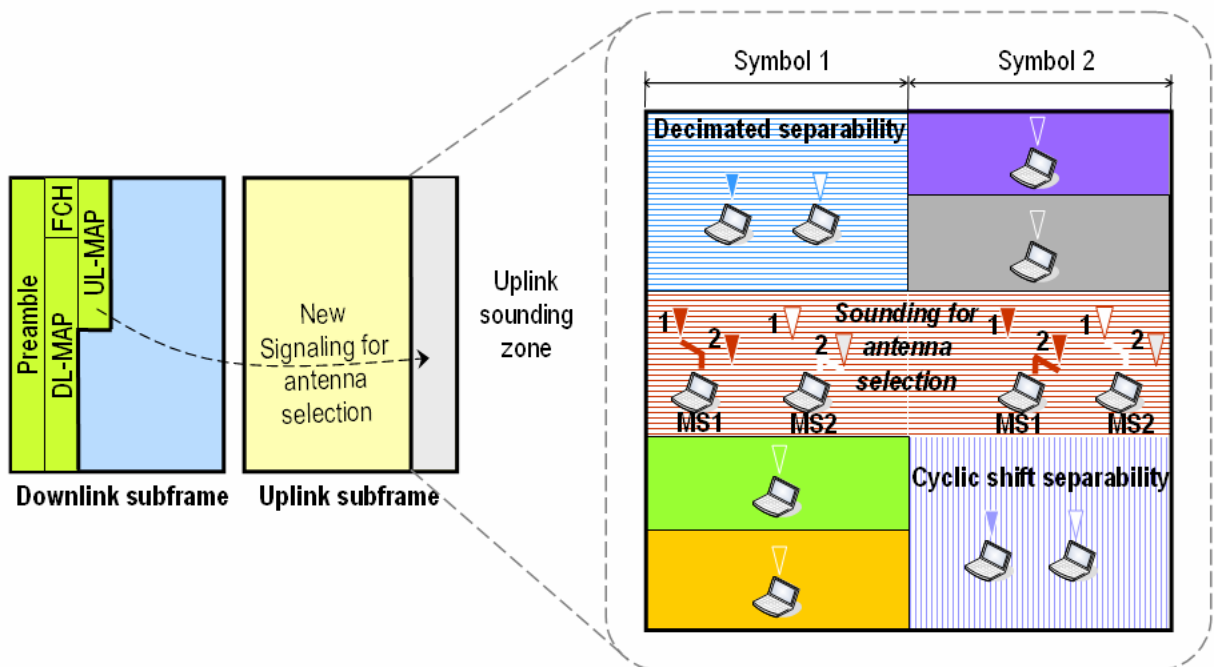 Symbol 1
Symbol 2
Decimated separability
Preamble
FCH
DL-MAP
UL-MAP
New
Signaling for
antenna
selection
Uplink
sounding
zone
Downlink subframe
Uplink subframe
1
2
1
2
Sounding for
antenna
selection
1
2
1
2
MS1
MS2
MS1
MS2
Cyclic shift separability